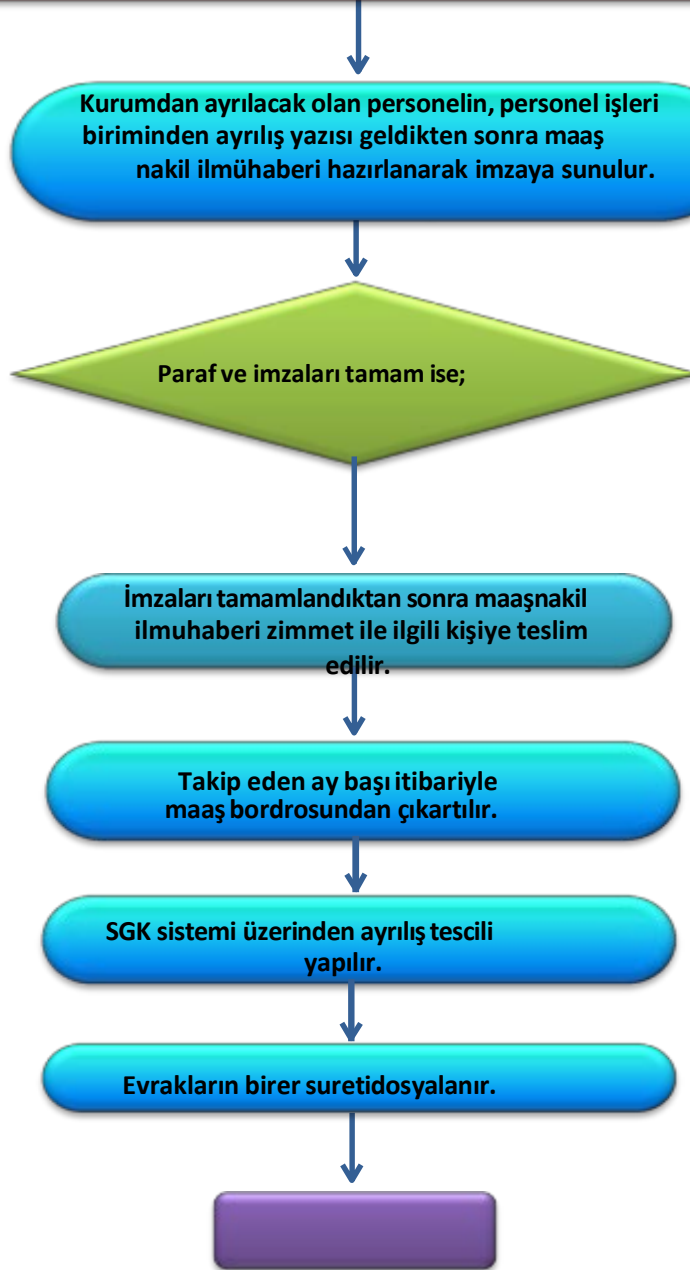 Kurumdan ayrılacak olan personelin, personel işleri
biriminden ayrılış yazısı geldikten sonra maaş
nakil ilmühaberi hazırlanarak imzaya sunulur.
Paraf ve imzaları tamam ise;
İmzaları tamamlandıktan sonra maaşnakil
ilmuhaberi zimmet ile ilgili kişiye teslim
edilir.
Takip eden ay başı itibariyle
maaş bordrosundan çıkartılır.
SGK sistemi üzerinden ayrılış tescili
yapılır.
Evrakların birer suretidosyalanır.